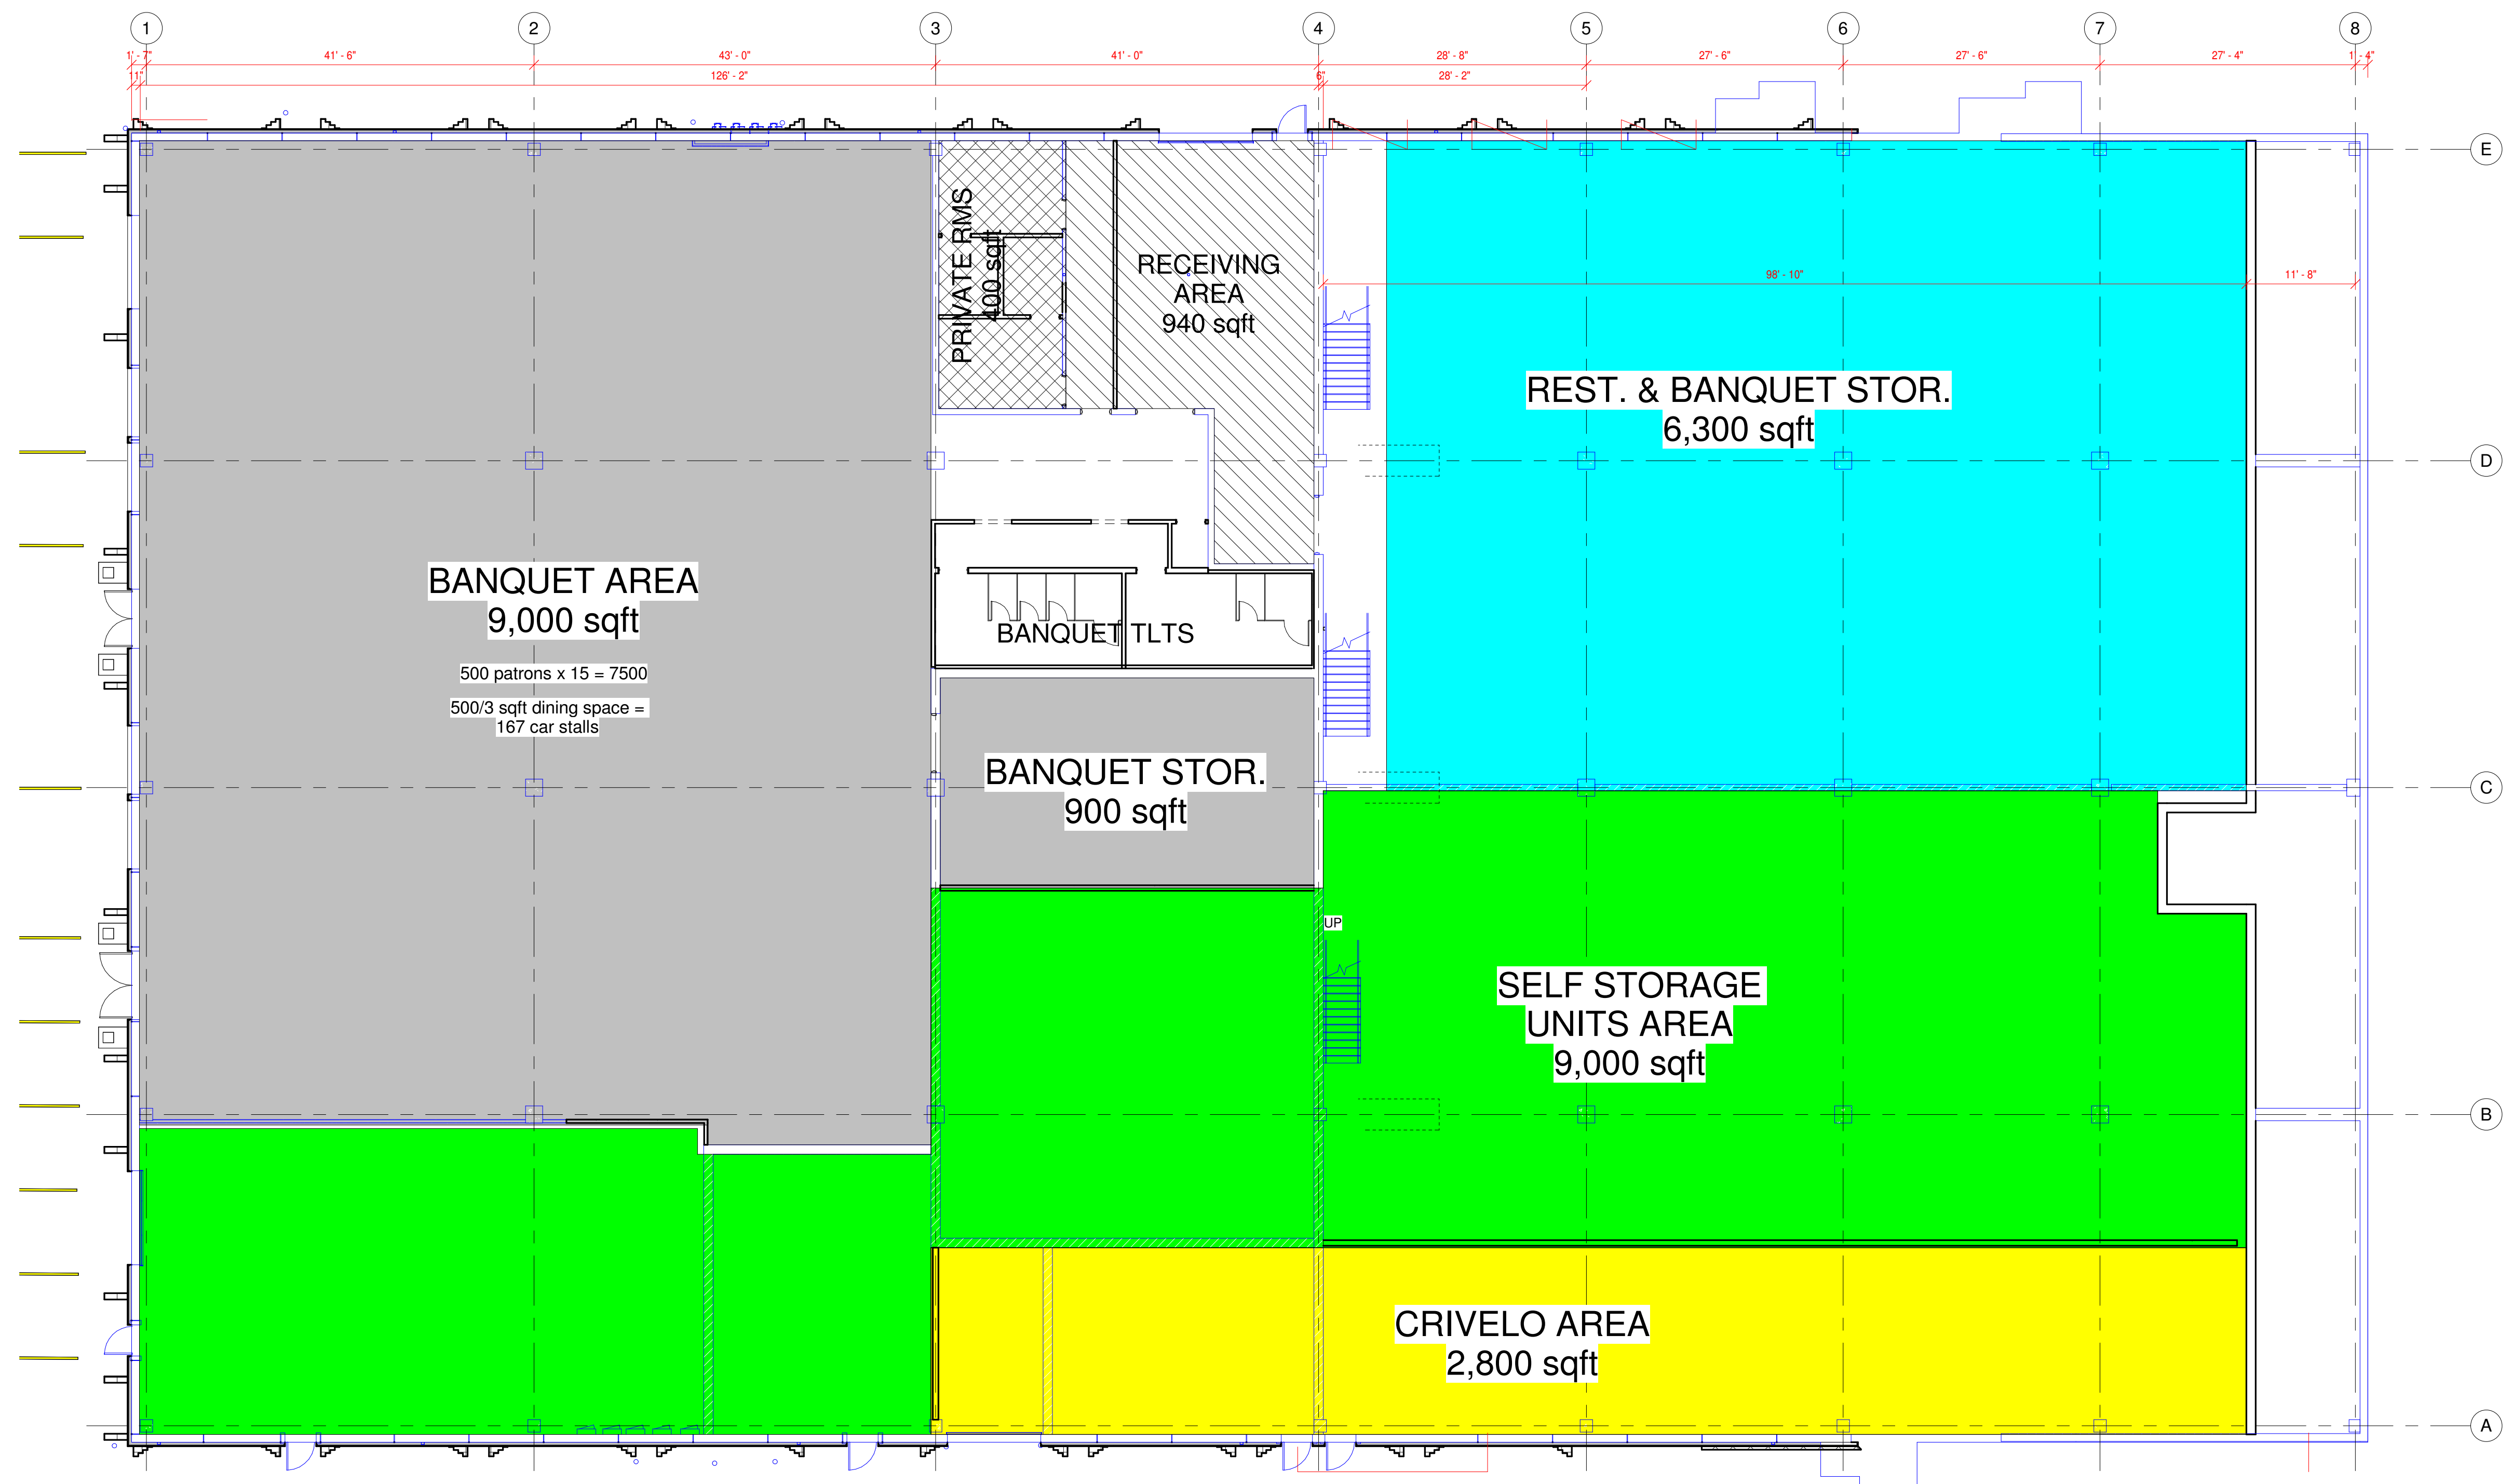 1 2 3 4 5 6 7 8
1' - 7" 41' - 6" 43' - 0" 41' - 0" 28' - 8" 27' - 6" 27' - 6" 27' - 4" 1' - 4"
11" 126' - 2" 6" 28' - 2"
E
PRIVATE RMS
400 sqft
RECEIVING
AREA
940 sqft
98' - 10" 11' - 8"
REST. & BANQUET STOR.
6,300 sqft
D
BANQUET AREA
9,000 sqft
500 patrons x 15 = 7500
500/3 sqft dining space =
167 car stalls
BANQUET TLTS
BANQUET STOR.
900 sqft
C
UP
SELF STORAGE
UNITS AREA
9,000 sqft
B
CRIVELO AREA
2,800 sqft
A